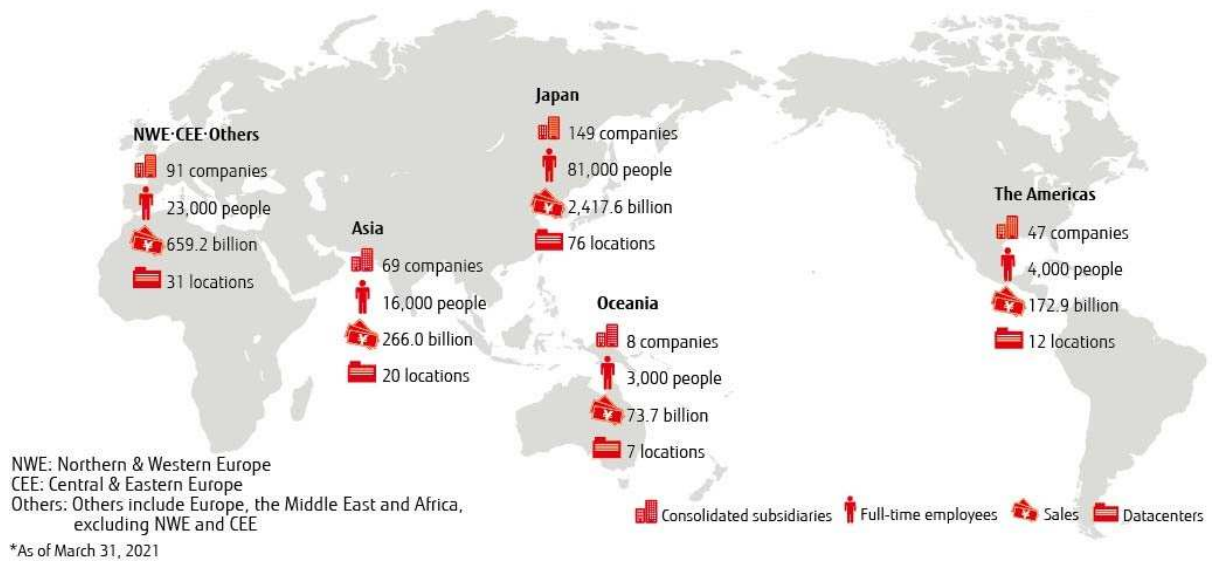 Japan
149 companies
81,000 people
¥ 2,417.6 billion
76 locations
NWE·CEE·Others
91 companies
23,000 people
¥ 659.2 billion
31 locations
Asia
69 companies
16,000 people
¥ 266.0 billion
20 locations
Oceania
8 companies
3,000 people
¥ 73.7 billion
7 locations
The Americas
47 companies
4,000 people
¥ 172.9 billion
12 locations
NWE: Northern & Western Europe
CEE: Central & Eastern Europe
Others: Others include Europe, the Middle East and Africa,
excluding NWE and CEE
*As of March 31, 2021
Consolidated subsidiaries Full-time employees ¥ Sales Datacenters